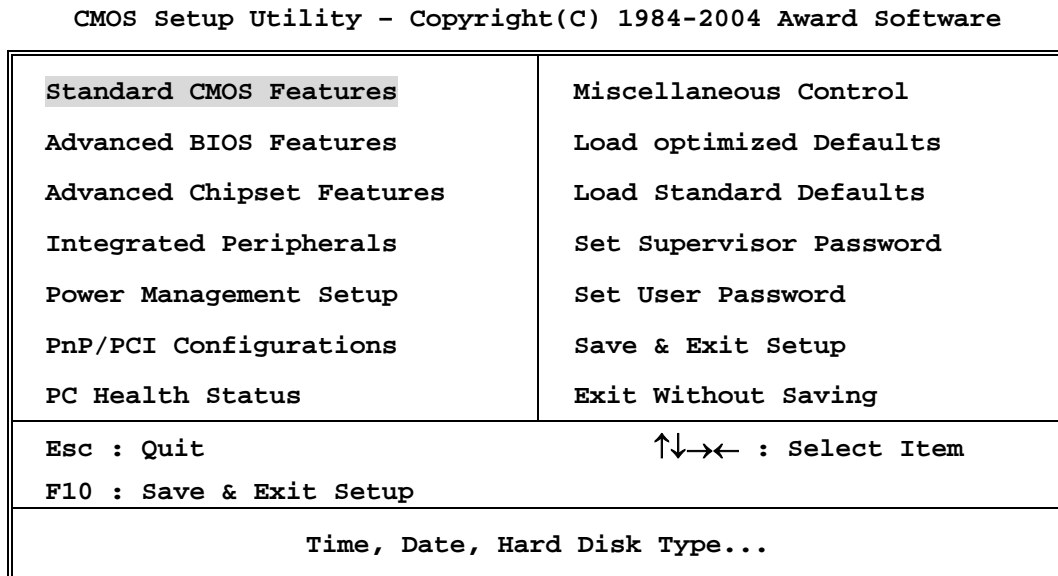 CMOS Setup Utility – Copyright(C) 1984-2004 Award Software
Standard CMOS Features
Advanced BIOS Features
Advanced Chipset Features
Integrated Peripherals
Power Management Setup
PnP/PCI Configurations
PC Health Status
Miscellaneous Control
Load optimized Defaults
Load Standard Defaults
Set Supervisor Password
Set User Password
Save & Exit Setup
Exit Without Saving
Esc : Quit
↑↓→← : Select Item
F10 : Save & Exit Setup
Time, Date, Hard Disk Type...